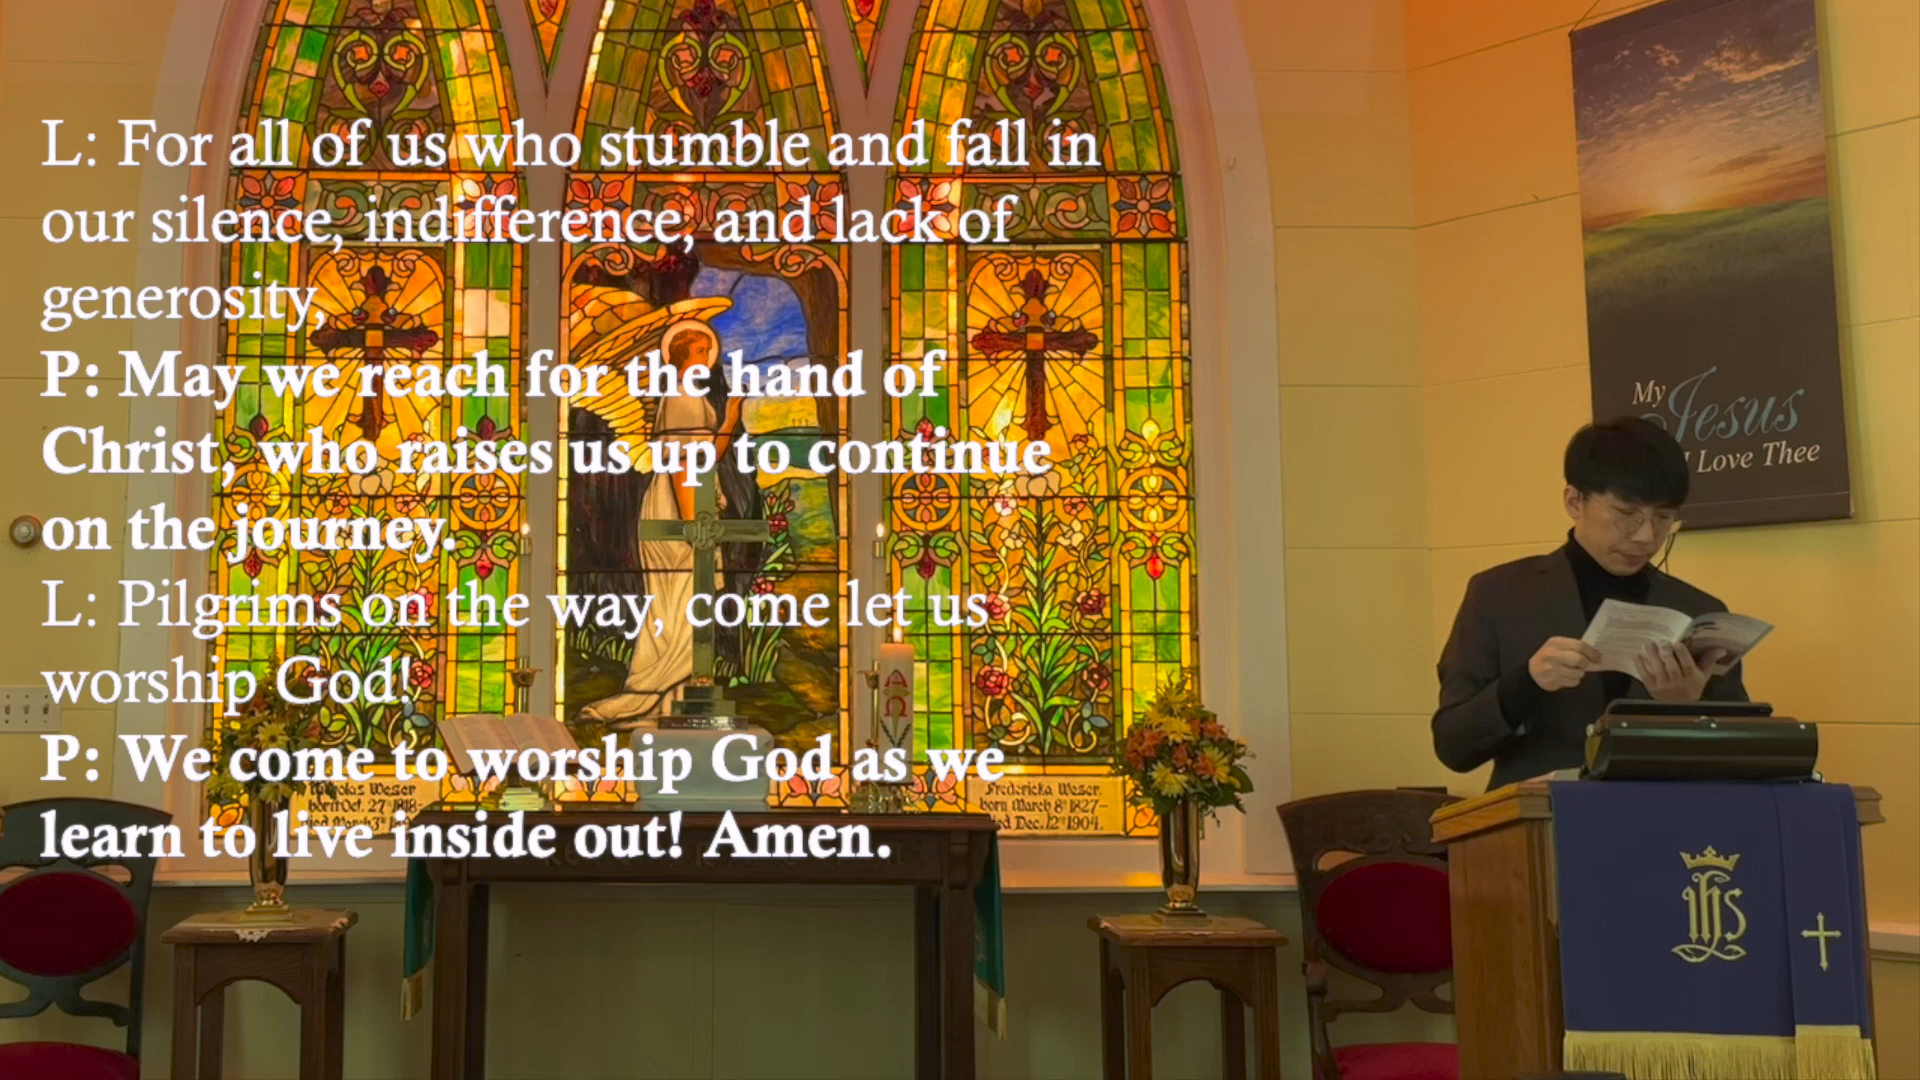 L: For all of us who stumble and fall in
our silence, indifference, and lack of
generosity,
P: May we reach for the hand of
Christ, who raises us up to continue
on the journey.
L: Pilgrims on the way, come let us
worship God!
P: We come to worship God as we
learn to live inside out! Amen.
My
Jesus
I Love Thee
Weser
born Oct. 27
Fredericka Weser
born March 8th 1827-
Dec. 12th 1904.
Α
Ω
IHS